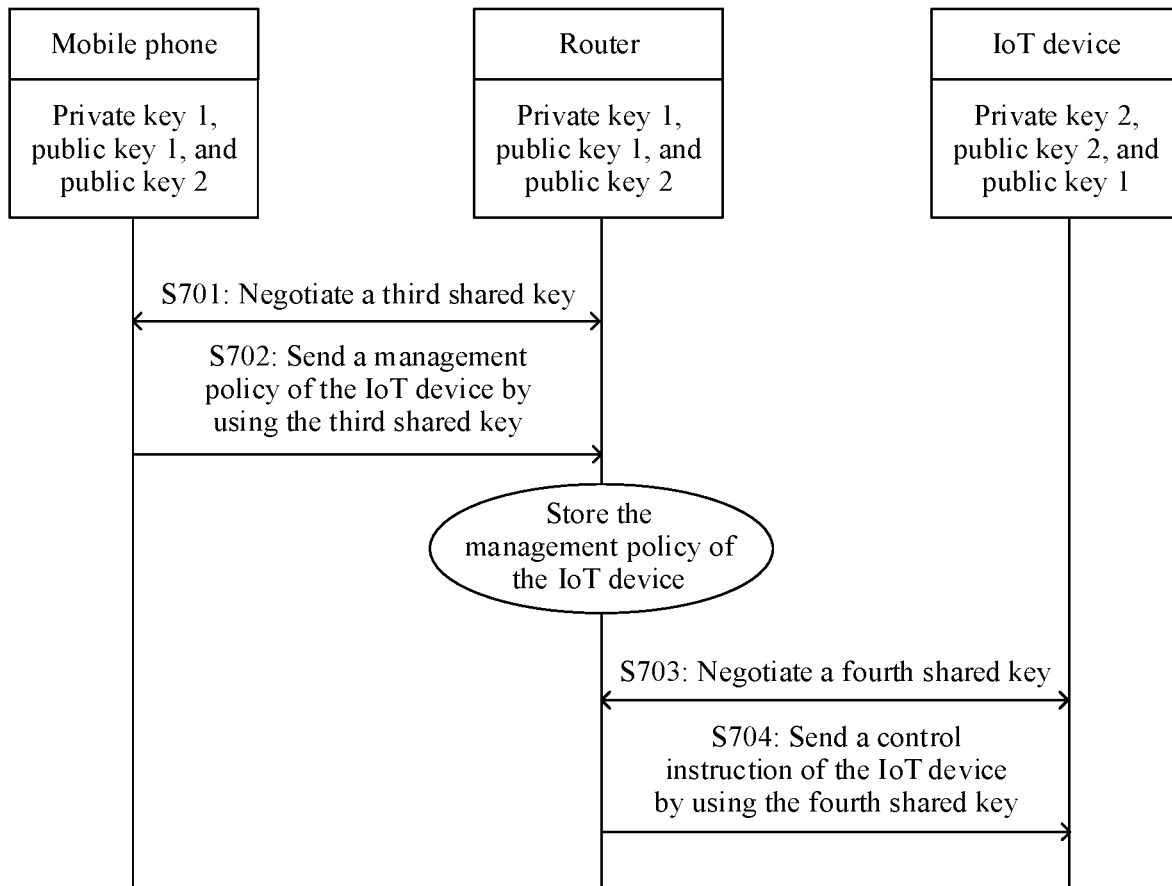 Mobile phone
Private key 1,
public key 1, and
public key 2
Router
Private key 1,
public key 1, and
public key 2
IoT device
Private key 2,
public key 2, and
public key 1
S701: Negotiate a third shared key
S702: Send a management
policy of the IoT device by
using the third shared key
Store the
management policy of
the IoT device
S703: Negotiate a fourth shared key
S704: Send a control
instruction of the IoT device
by using the fourth shared key